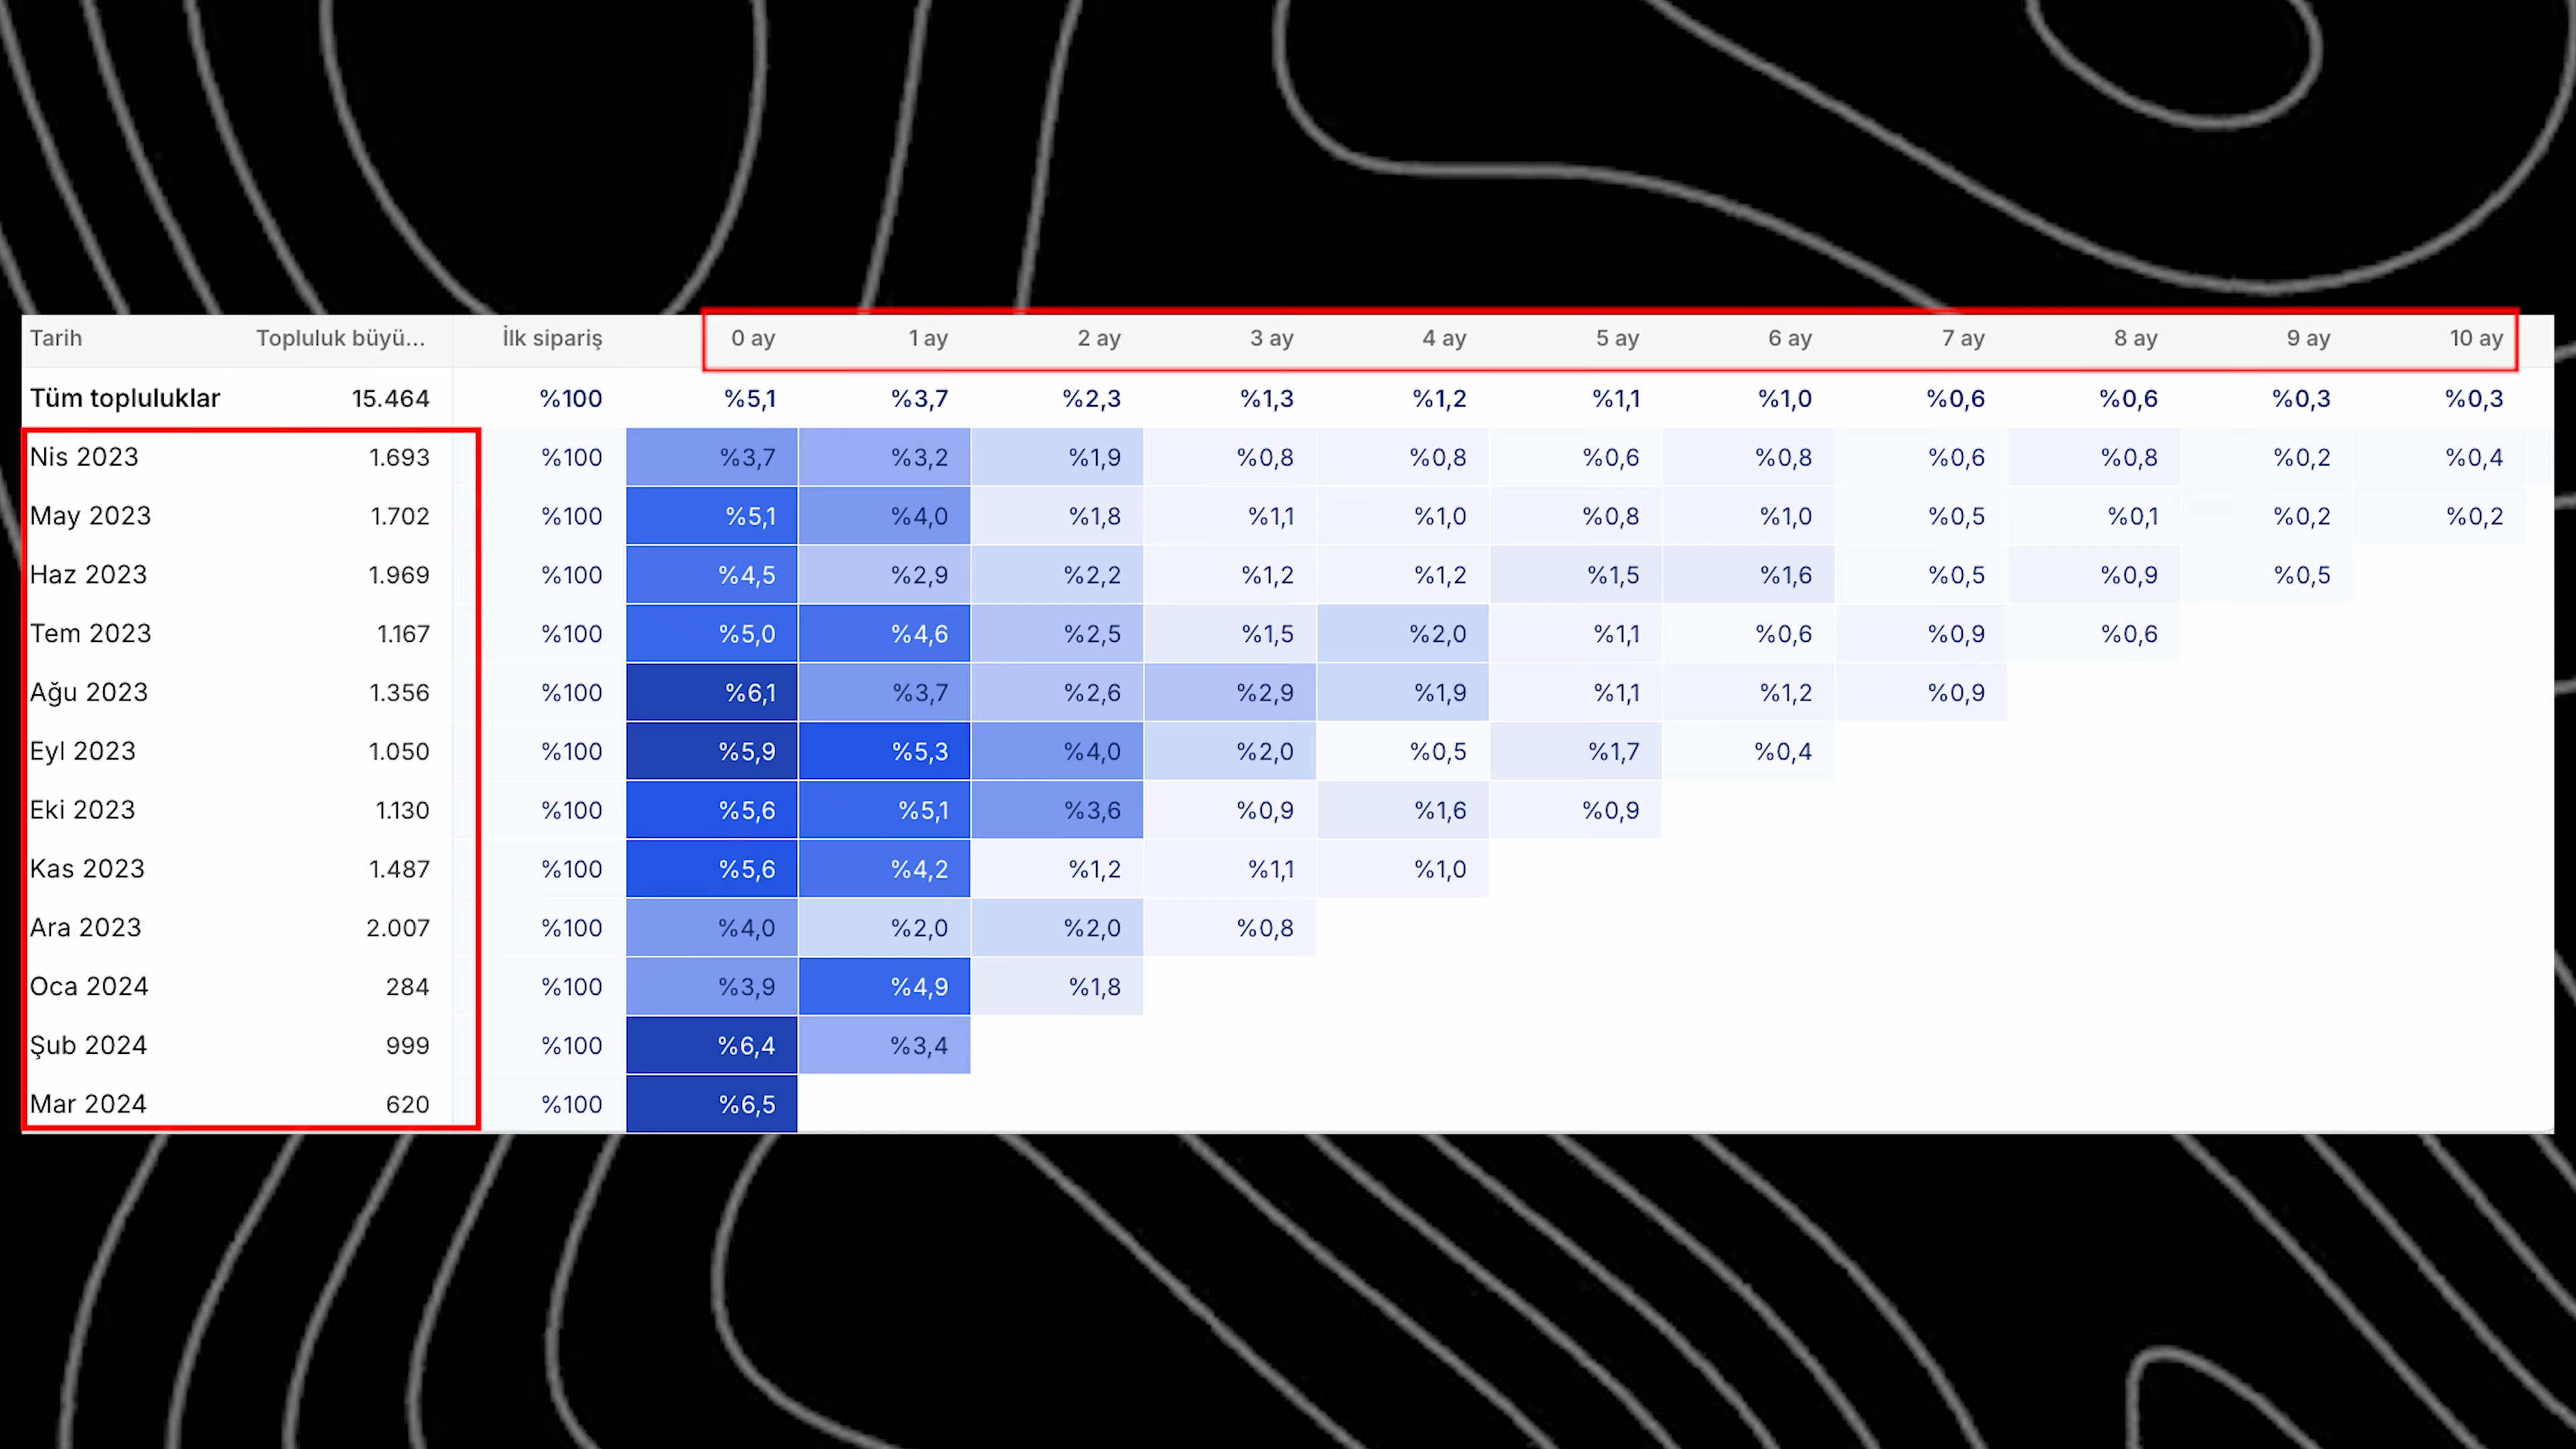 Tarih Topluluk büyü... İlk sipariş 0 ay 1 ay 2 ay 3 ay 4 ay 5 ay 6 ay 7 ay 8 ay 9 ay 10 ay
Tüm topluluklar 15.464 %100 %5,1 %3,7 %2,3 %1,3 %1,2 %1,1 %1,0 %0,6 %0,6 %0,3 %0,3
Nis 2023 1.693 %100 %3,7 %3,2 %1,9 %0,8 %0,8 %0,6 %0,8 %0,6 %0,8 %0,2 %0,4
May 2023 1.702 %100 %5,1 %4,0 %1,8 %1,1 %1,0 %0,8 %1,0 %0,5 %0,1 %0,2 %0,2
Haz 2023 1.969 %100 %4,5 %2,9 %2,2 %1,2 %1,2 %1,5 %1,6 %0,5 %0,9 %0,5
Tem 2023 1.167 %100 %5,0 %4,6 %2,5 %1,5 %2,0 %1,1 %0,6 %0,9 %0,6
Ağu 2023 1.356 %100 %6,1 %3,7 %2,6 %2,9 %1,9 %1,1 %1,2 %0,9
Eyl 2023 1.050 %100 %5,9 %5,3 %4,0 %2,0 %0,5 %1,7 %0,4
Eki 2023 1.130 %100 %5,6 %5,1 %3,6 %0,9 %1,6 %0,9
Kas 2023 1.487 %100 %5,6 %4,2 %1,2 %1,1 %1,0
Ara 2023 2.007 %100 %4,0 %2,0 %2,0 %0,8
Oca 2024 284 %100 %3,9 %4,9 %1,8
Şub 2024 999 %100 %6,4 %3,4
Mar 2024 620 %100 %6,5